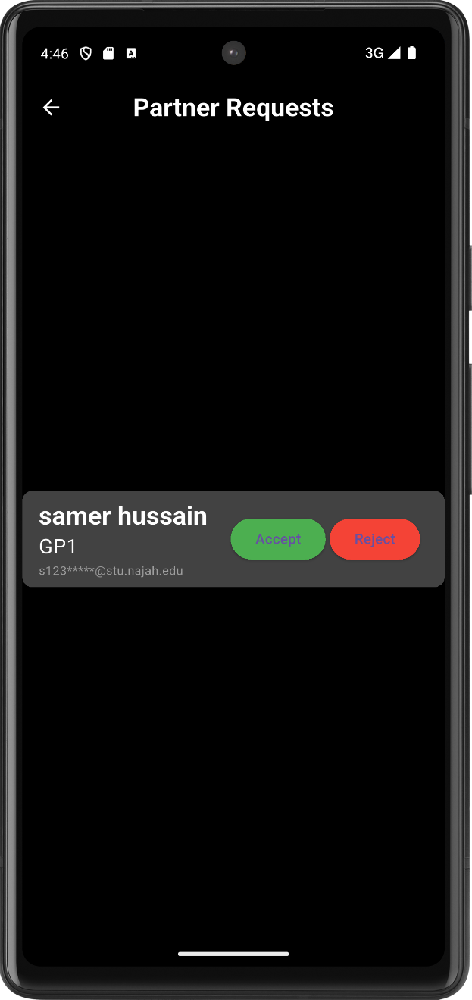 4:46
3G
Partner Requests
samer hussain
GP1
s123*****@stu.najah.edu
Accept
Reject